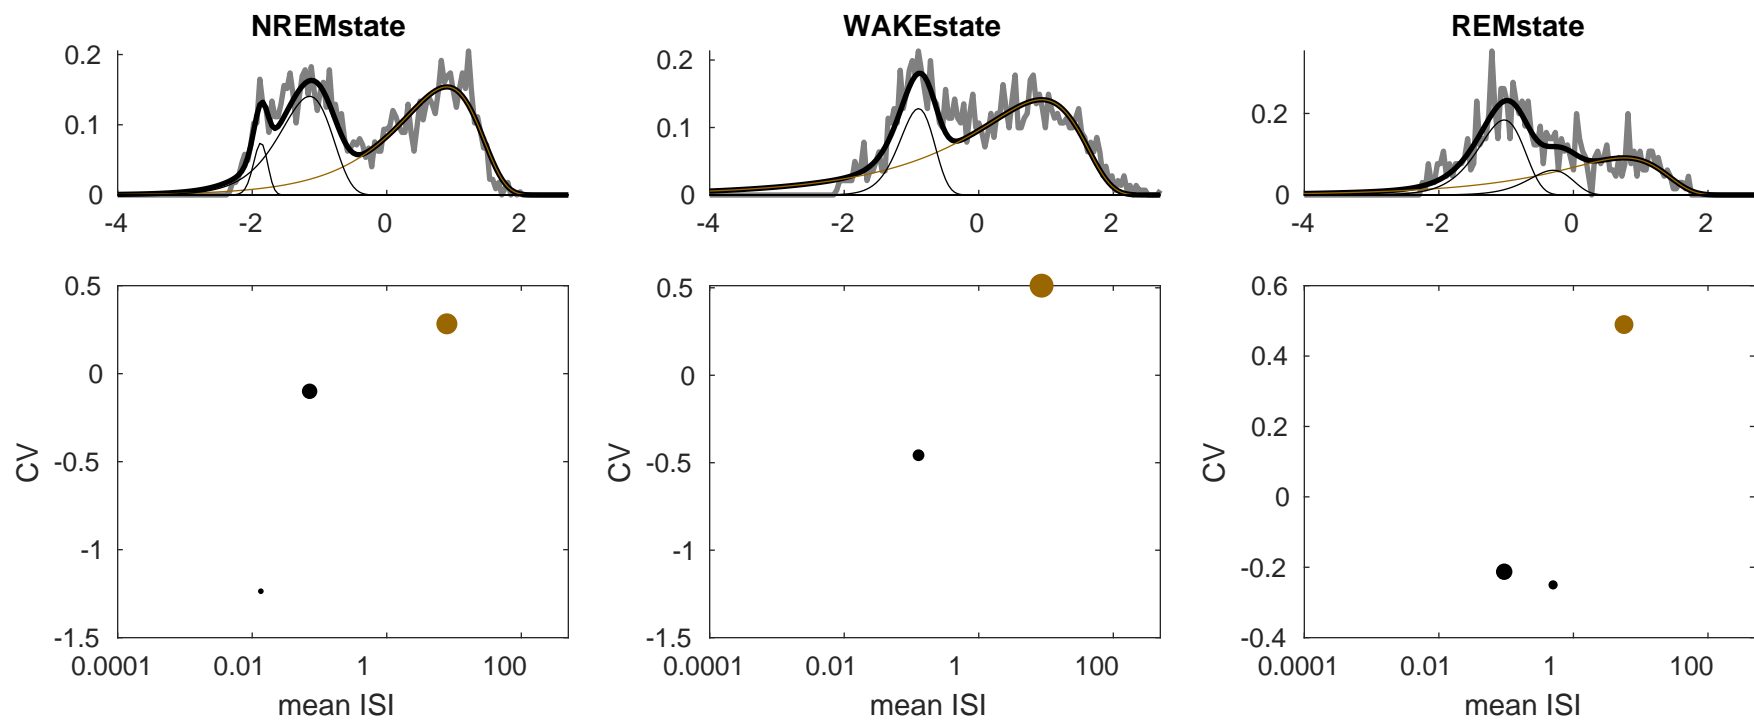 NREMstate WAKEstate REMstate
0.2 0.2 0.2
0.1 0.1
0 0 0
-4 -2 0 2 -4 -2 0 2 -4 -2 0 2
0.5 0.5 0.6
0 0 0.4
-0.5 -0.5 0.2
-1 -1 0
-1.5 -1.5 -0.2
-0.4
CV CV
0.0001 0.01 1 100 0.0001 0.01 1 100 0.0001 0.01 1 100
mean ISI mean ISI mean ISI